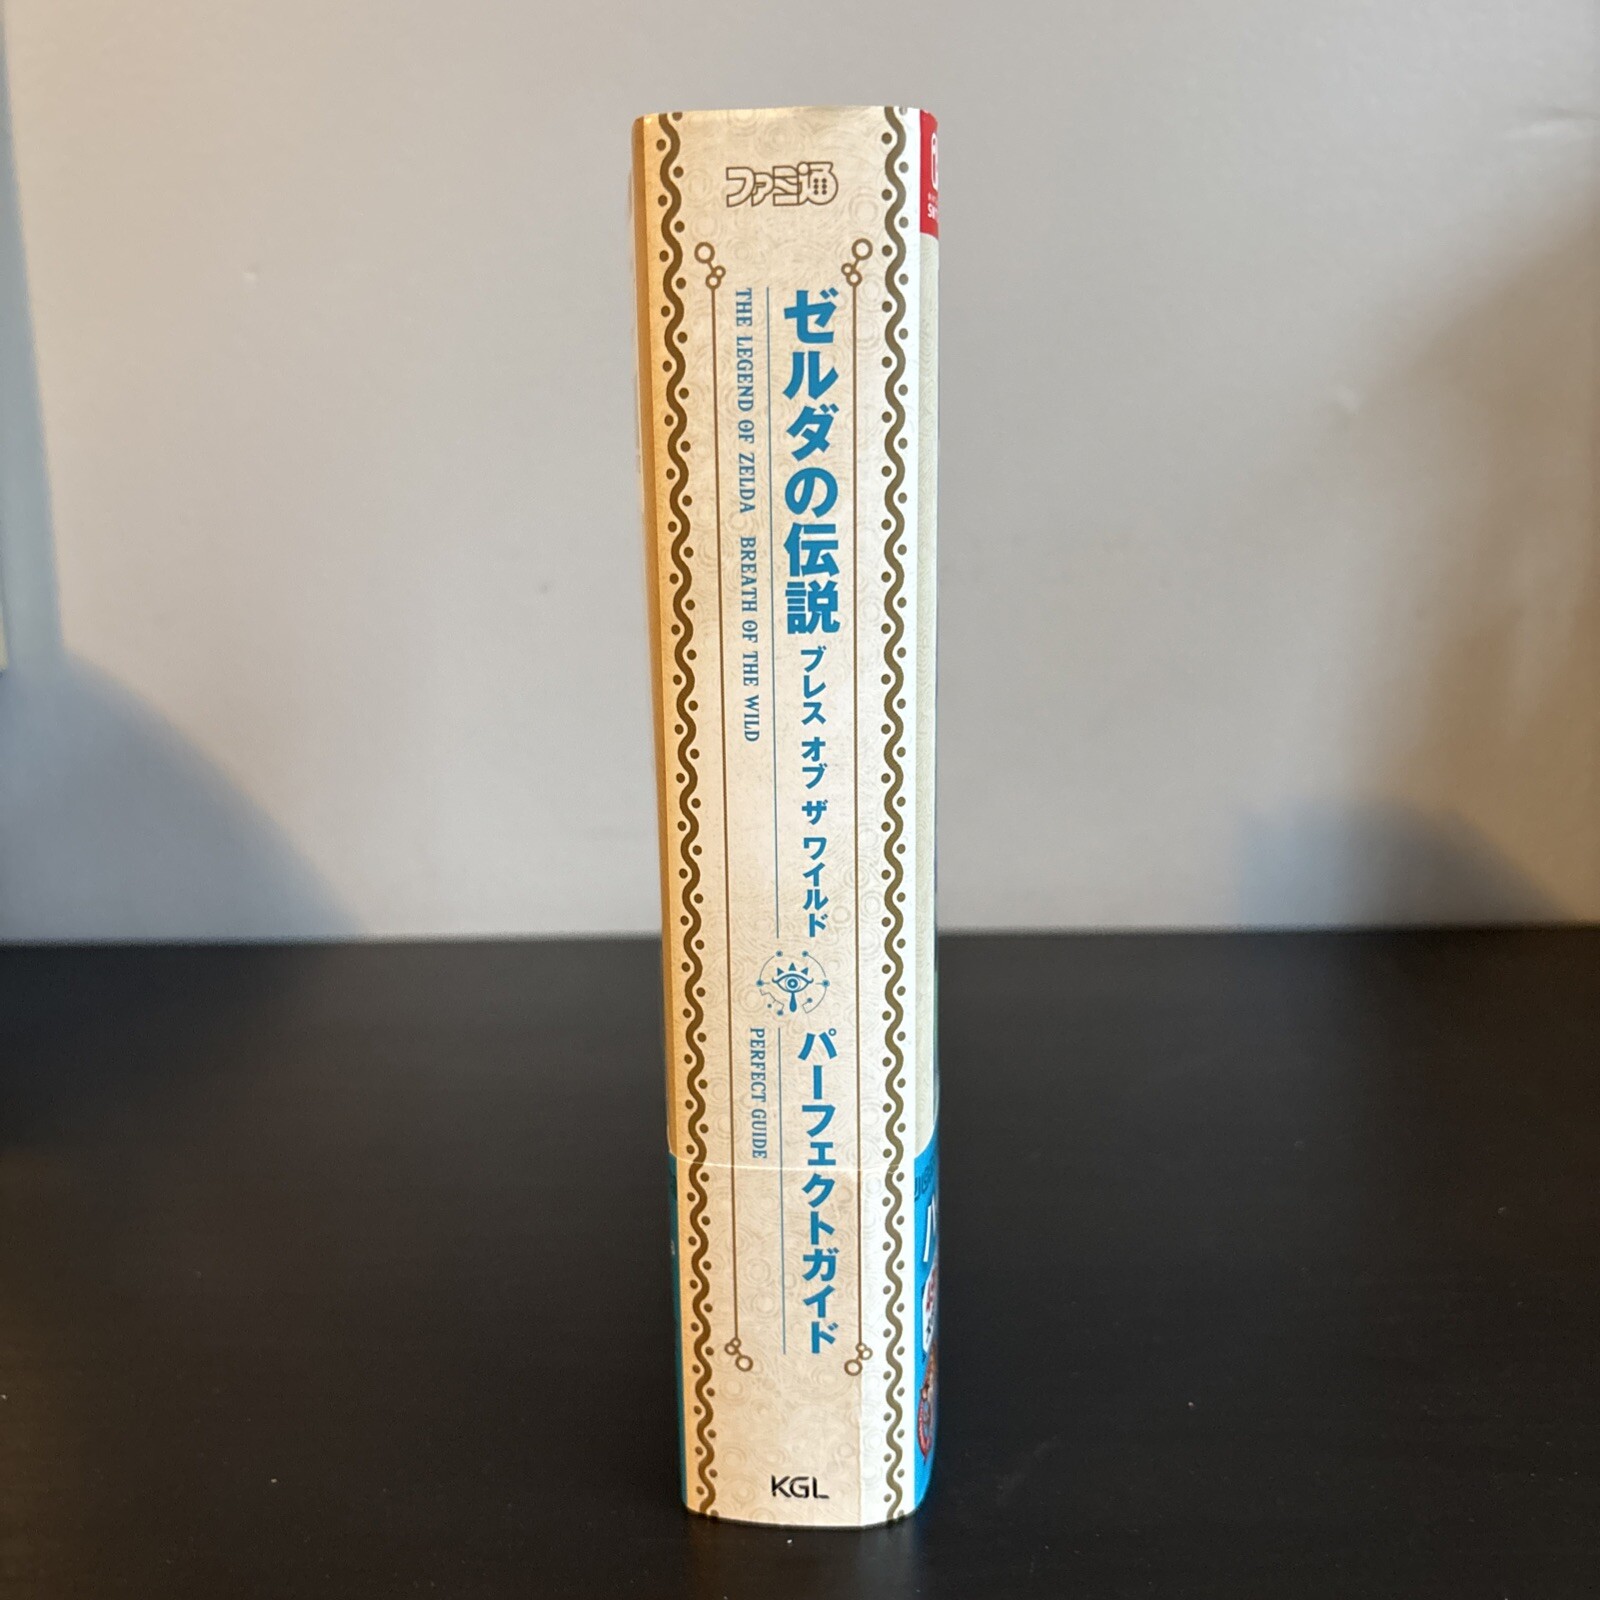 ファミ通
ゼルダの伝説 ブレス オブ ザ ワイルド
THE LEGEND OF ZELDA BREATH OF THE WILD
パーフェクトガイド
PERFECT GUIDE
KGL